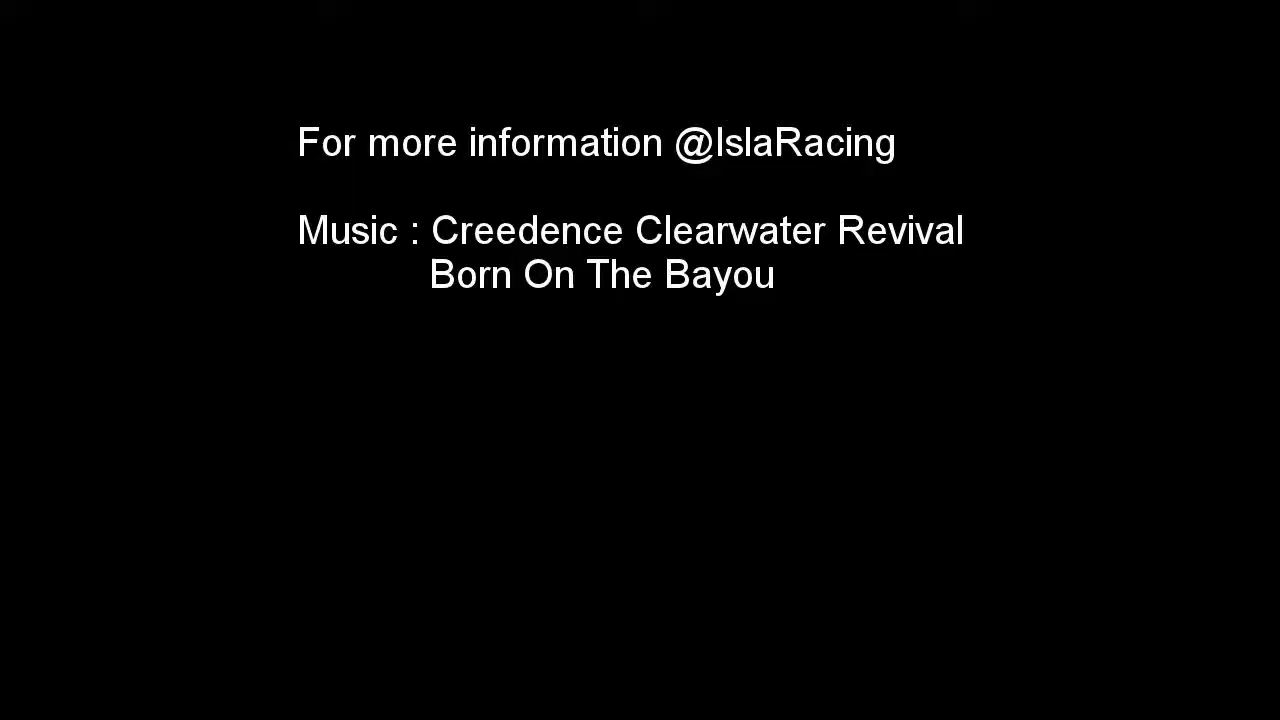 For more information @IslaRacing
Music : Creedence Clearwater Revival
Born On The Bayou